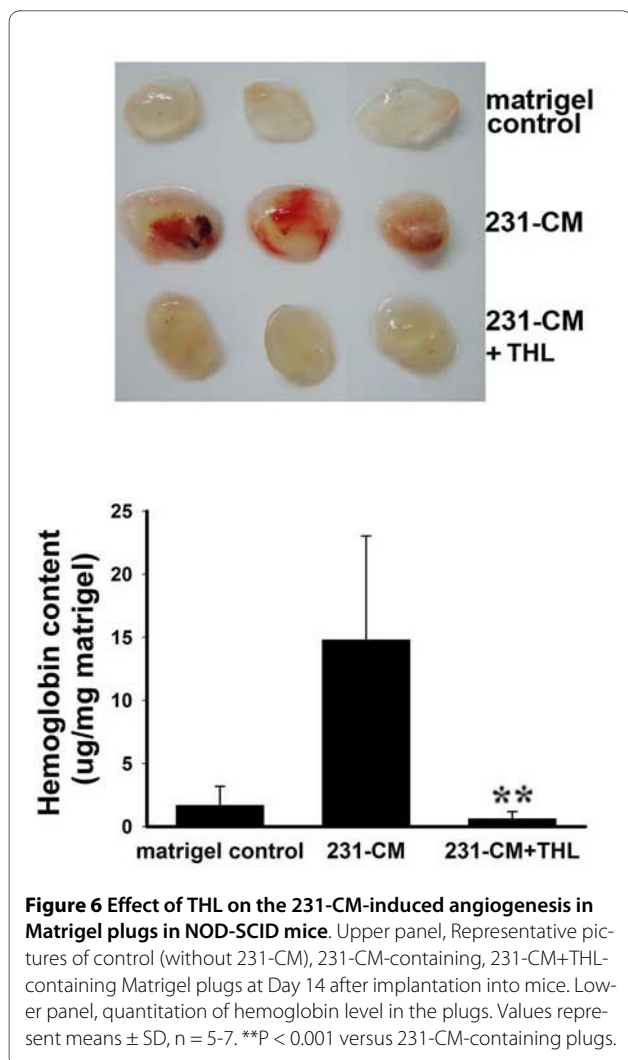 matrigel
control
231-CM
231-CM
+ THL
25
20
15
10
5
0
Hemoglobin content
(ug/mg matrigel)
**
matrigel control 231-CM 231-CM+THL
Figure 6 Effect of THL on the 231-CM-induced angiogenesis in
Matrigel plugs in NOD-SCID mice. Upper panel, Representative pic-
tures of control (without 231-CM), 231-CM-containing, 231-CM+THL-
containing Matrigel plugs at Day 14 after implantation into mice. Low-
er panel, quantitation of hemoglobin level in the plugs. Values repre-
sent means ± SD, n = 5-7. **P < 0.001 versus 231-CM-containing plugs.